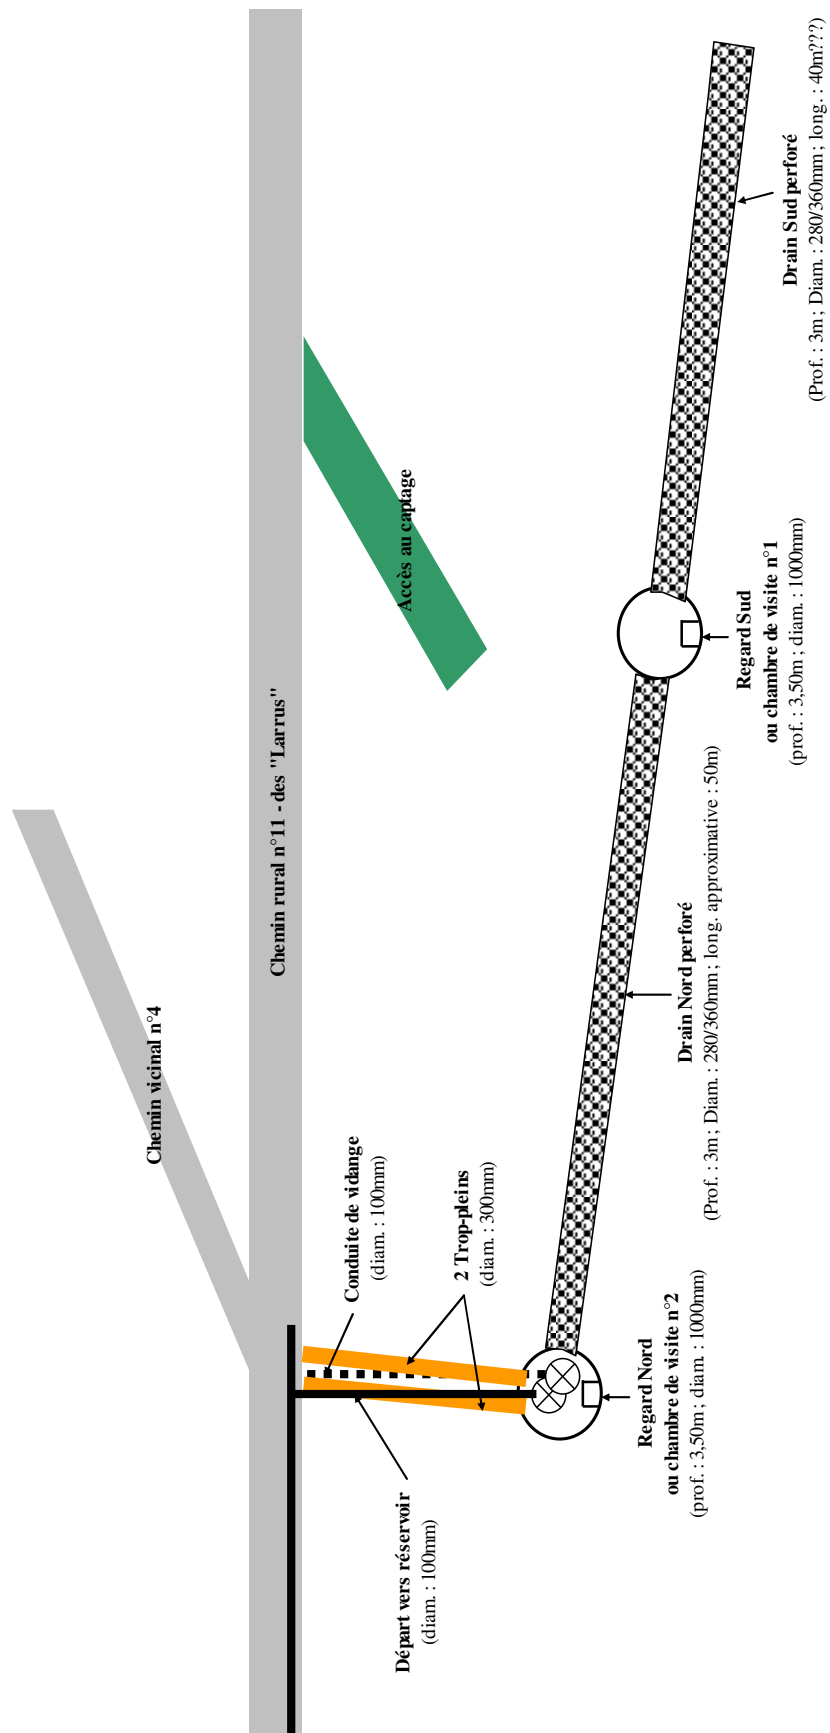 Chemin vicinal n°4
Chemin rural n°11 - des "Larrus"
Accès au captage
Départ vers réservoir
(diam. : 100mm)
Conduite de vidange
(diam. : 100mm)
2 Trop-pleins
(diam. : 300mm)
Regard Nord
ou chambre de visite n°2
(prof. : 3,50m ; diam. : 1000mm)
Drain Nord perforé
(Prof. : 3m ; Diam. : 280/360mm ; long. approximative : 50m)
Regard Sud
ou chambre de visite n°1
(prof. : 3,50m ; diam. : 1000mm)
Drain Sud perforé
(Prof. : 3m ; Diam. : 280/360mm ; long. : 40m???)